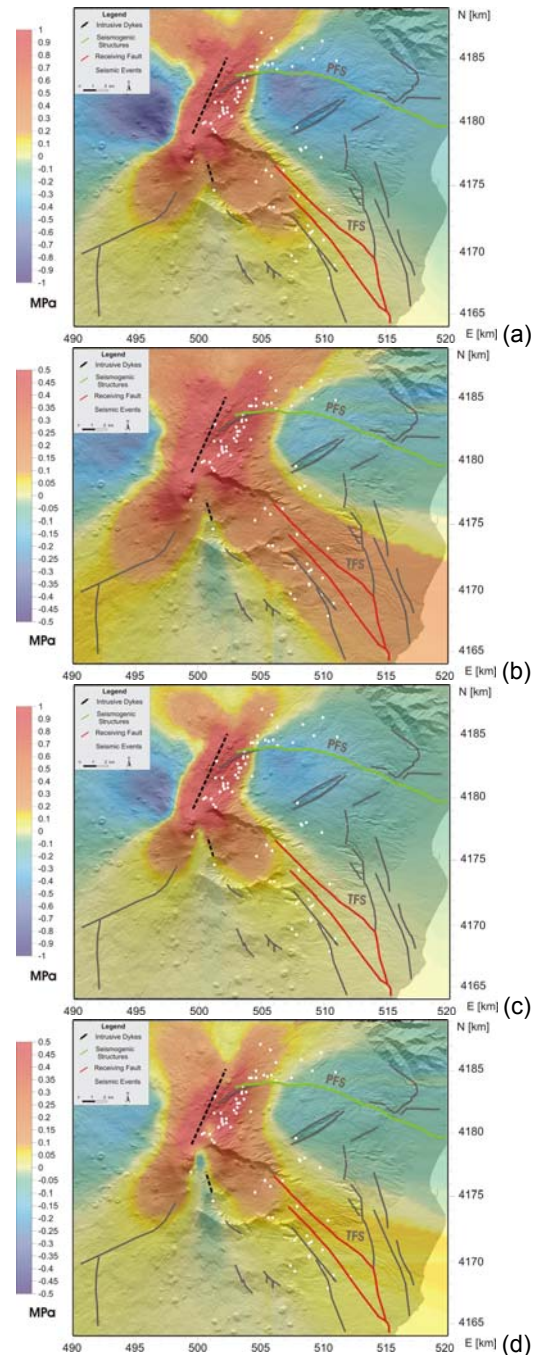 N [km]
1
0.9
0.8
0.7
0.6
0.5
0.4
0.3
0.2
0.1
0
-0.1
-0.2
-0.3
-0.4
-0.5
-0.6
-0.7
-0.8
-0.9
-1
MPa
Legend
Intrusive Dykes
Seismogenic
Structures
Receiving Fault
Seismic Events
PFS
TFS
4185
4180
4175
4170
4165
490 495 500 505 510 515 520
E [km]
(a)
N [km]
0.5
0.45
0.4
0.35
0.3
0.25
0.2
0.15
0.1
0.05
0
-0.05
-0.1
-0.15
-0.2
-0.25
-0.3
-0.35
-0.4
-0.45
-0.5
MPa
Legend
Intrusive Dykes
Seismogenic
Structures
Receiving Fault
Seismic Events
PFS
TFS
4185
4180
4175
4170
4165
490 495 500 505 510 515 520
E [km]
(b)
N [km]
1
0.9
0.8
0.7
0.6
0.5
0.4
0.3
0.2
0.1
0
-0.1
-0.2
-0.3
-0.4
-0.5
-0.6
-0.7
-0.8
-0.9
-1
MPa
Legend
Intrusive Dykes
Seismogenic
Structures
Receiving Fault
Seismic Events
PFS
TFS
4185
4180
4175
4170
4165
490 495 500 505 510 515 520
E [km]
(c)
N [km]
0.5
0.45
0.4
0.35
0.3
0.25
0.2
0.15
0.1
0.05
0
-0.05
-0.1
-0.15
-0.2
-0.25
-0.3
-0.35
-0.4
-0.45
-0.5
MPa
Legend
Intrusive Dykes
Seismogenic
Structures
Receiving Fault
Seismic Events
PFS
TFS
4185
4180
4175
4170
4165
490 495 500 505 510 515 520
E [km]
(d)